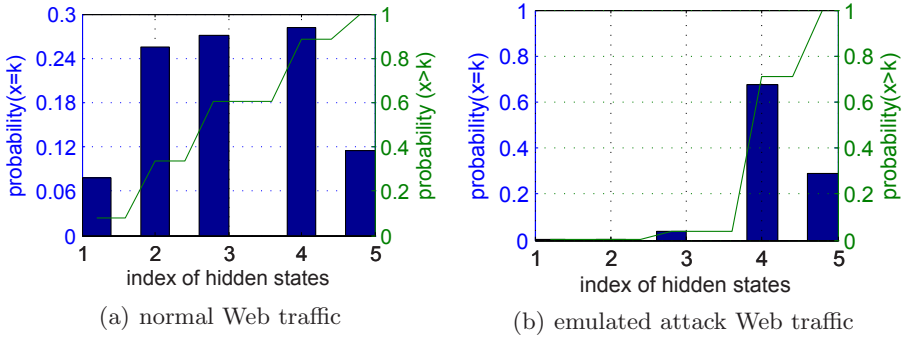 0.3
0.24
0.18
0.12
0.06
0
probability(x=k)
1
0.8
0.6
0.4
0.2
0
probability (x>k)
1 2 3 4 5
index of hidden states
(a) normal Web traffic
1
0.8
0.6
0.4
0.2
0
probability(x=k)
1
0.8
0.6
0.4
0.2
0
probability(x>k)
1 2 3 4 5
index of hidden states
(b) emulated attack Web traffic